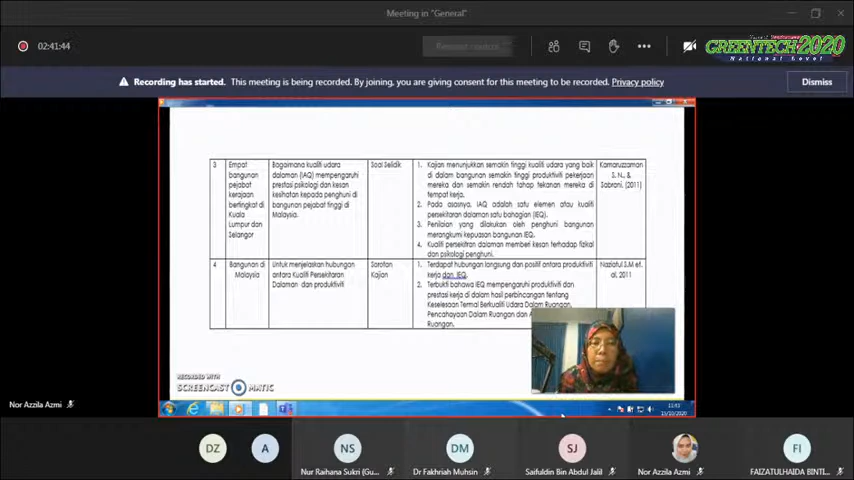 Meeting in "General"
02:41:44
Request control
GREENTECH2020
National Level
Recording has started. This meeting is being recorded. By joining, you are giving consent for this meeting to be recorded. Privacy policy
Dismiss
3
Empat
bangunan
pejabat
kerajaan
bertingkat di
Kuala
Lumpur dan
Selangor
Bagaimana kualiti udara
dalaman (IAQ) mempengaruhi
prestasi psikologi dan kesan
kesihatan kepada penghuni di
bangunan pejabat tinggi di
Malaysia.
Soal Selidik
1. Kajian menunjukkan semakin tinggi kualiti udara yang baik
di dalam bangunan semakin tinggi produktiviti pekerjaan
mereka dan semakin rendah tahap tekanan mereka di
tempat kerja.
2. Pada asasnya, IAQ adalah satu elemen atau kualiti
persekitaran dalaman satu bahagian (IEQ).
3. Penilaian yang dilakukan oleh penghuni bangunan
merangkumi kepuasan bangunan IEQ.
4. Kualiti persekitran dalaman memberi kesan terhadap fizikal
dan psikologi penghuni.
Kamaruzzaman
S. N., &
Sabrani. (2011)
4
Bangunan di
Malaysia
Untuk menjelaskan hubungan
antara Kualiti Persekitaran
Dalaman dan produktiviti
Sorotan
Kajian
1. Terdapat hubungan langsung dan positif antara produktiviti
kerja dan IEQ.
2. Terbukti bahawa IEQ mempengaruhi produktiviti dan
prestasi kerja di dalam hasil perbincangan tentang
Keselesaan Termal Berkualiti Udara Dalam Ruangan,
Pencahayaan Dalam Ruangan dan
Ruangan.
Naziatul S.M et.
al, 2011
RECORDED WITH
SCREENCAST MATIC
11:43
15/10/2020
Nor Azzila Azmi
DZ
A
NS
DM
SJ
FI
Nur Raihana Sukri (Gu...
Dr Fakhriah Muhsin
Saifuldin Bin Abdul Jalil
Nor Azzila Azmi
FAIZATULHAIDA BINTI...